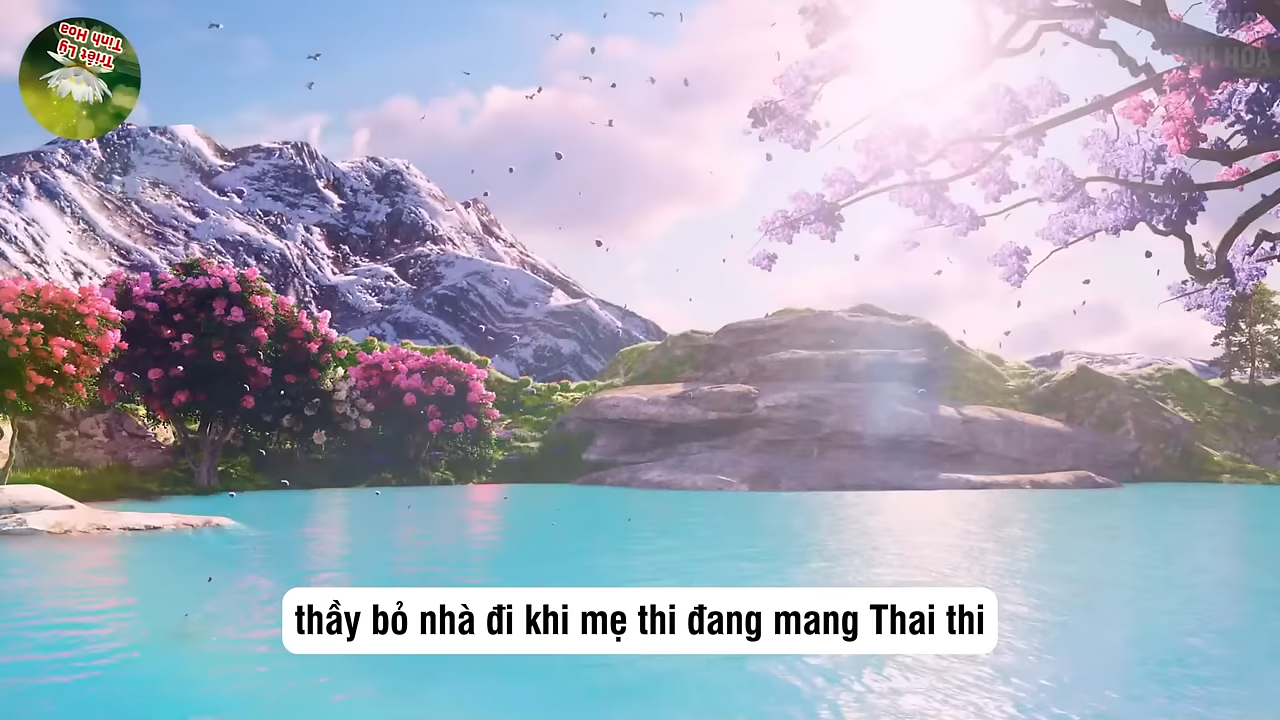 Triết Lý
Tinh Hoa
thầy bỏ nhà đi khi mẹ thi đang mang Thai thi